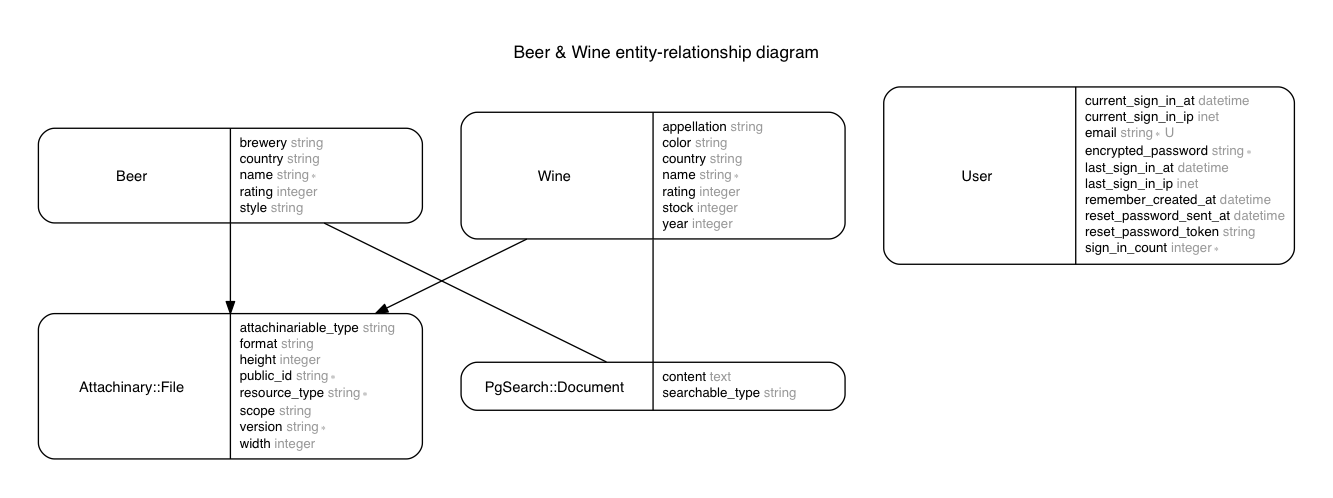 Beer & Wine entity-relationship diagram
Beer
brewery string
country string
name string *
rating integer
style string
Wine
appellation string
color string
country string
name string *
rating integer
stock integer
year integer
User
current_sign_in_at datetime
current_sign_in_ip inet
email string * U
encrypted_password string *
last_sign_in_at datetime
last_sign_in_ip inet
remember_created_at datetime
reset_password_sent_at datetime
reset_password_token string
sign_in_count integer *
Attachinary::File
attachinariable_type string
format string
height integer
public_id string *
resource_type string *
scope string
version string *
width integer
PgSearch::Document
content text
searchable_type string